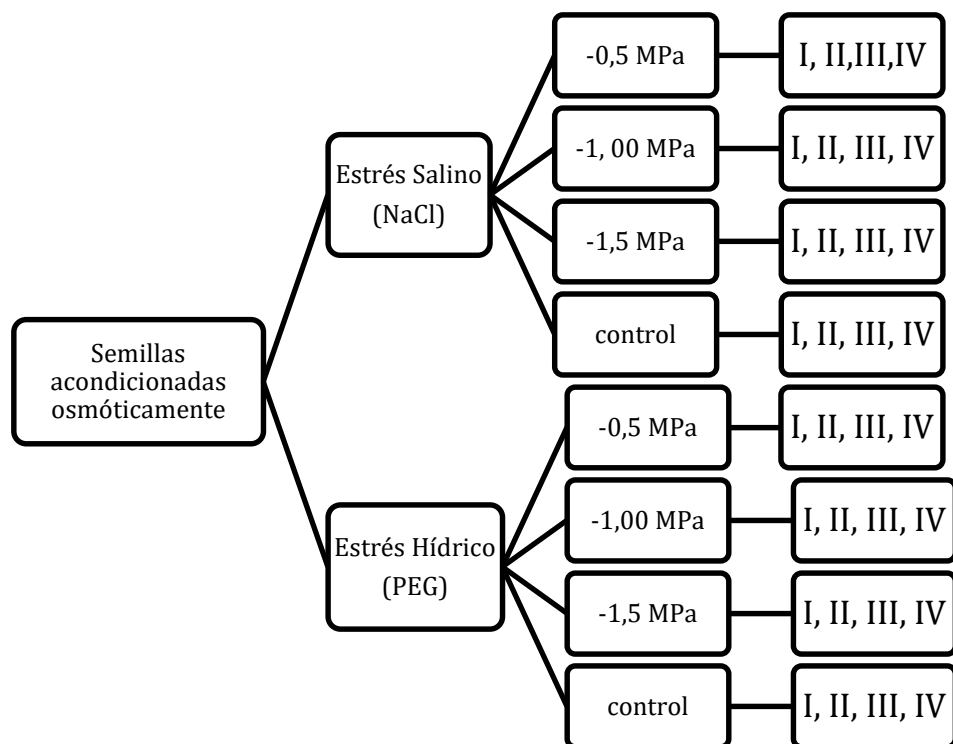 Semillas
acondicionadas
osmóticamente
Estrés Salino
(NaCl)
-0,5 MPa
I, II,III,IV
-1, 00 MPa
I, II, III, IV
-1,5 MPa
I, II, III, IV
control
I, II, III, IV
Estrés Hídrico
(PEG)
-0,5 MPa
I, II, III, IV
-1,00 MPa
I, II, III, IV
-1,5 MPa
I, II, III, IV
control
I, II, III, IV